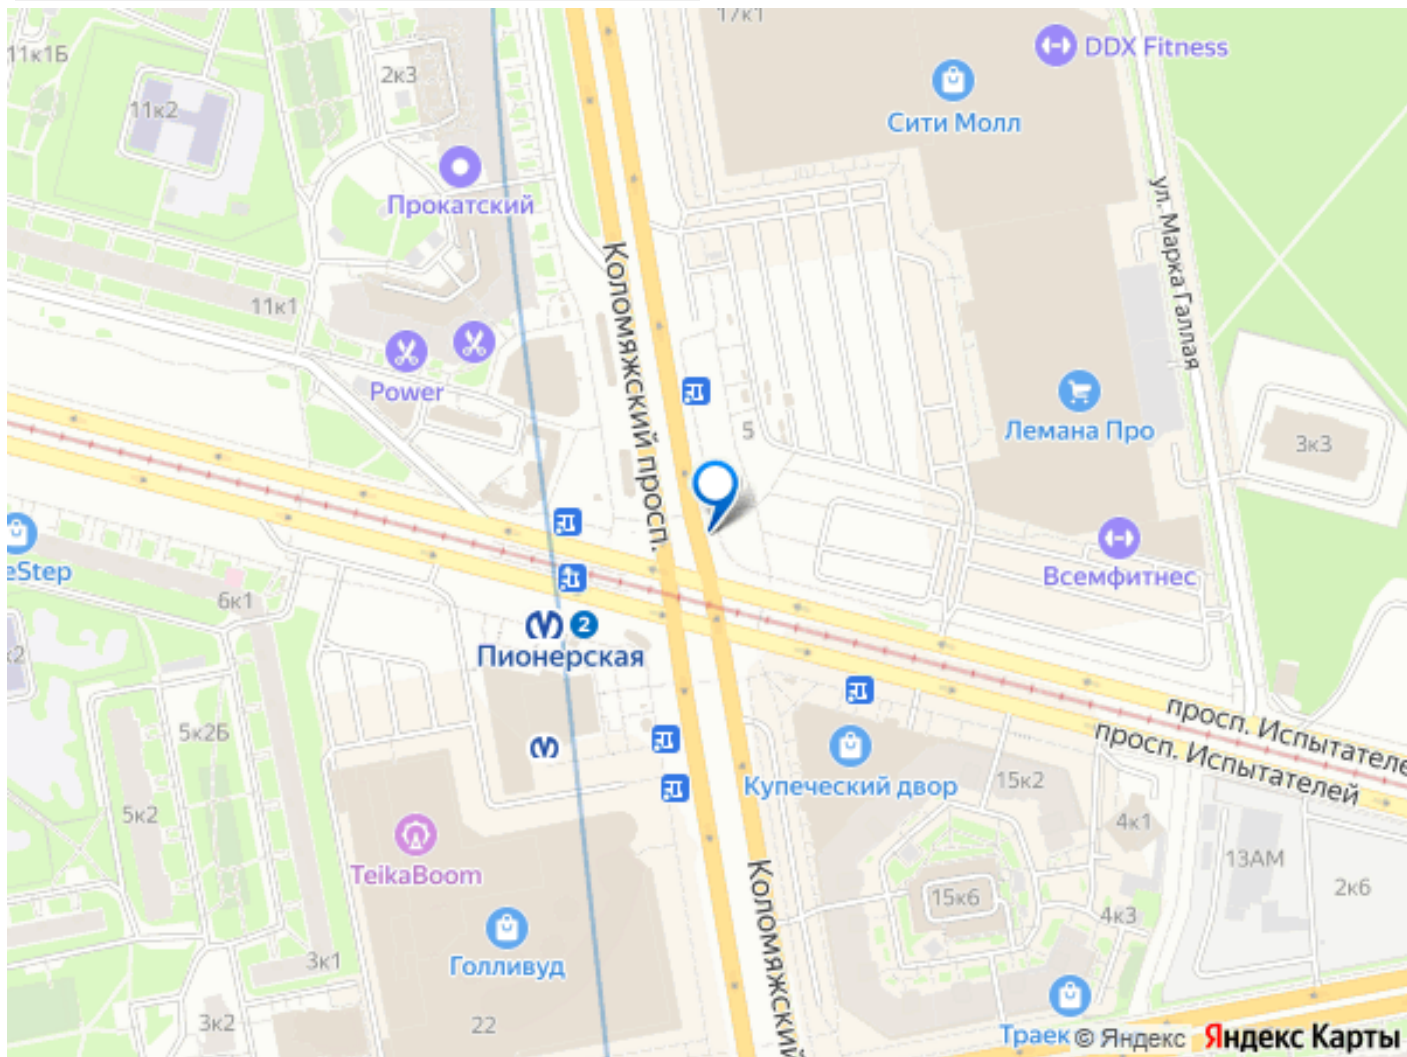 17к1
11к1Б
DDX Fitness
2к3
11к2
Сити Молл
Прокатский
ул. Марка Галлая
Коломяжский просп.
11к1
Power
5
Лемана Про
3к3
eStep
Всемфитнес
6к1
2
Пионерская
к2
просп. Испытателе
просп. Испытателей
5к2Б
Купеческий двор
15к2
5к2
4к1
TeikaBoom
13АМ
2к6
Коломяжский
15к6
4к3
Голливуд
3к1
3к2
22
Траек
© Яндекс
Яндекс Карты